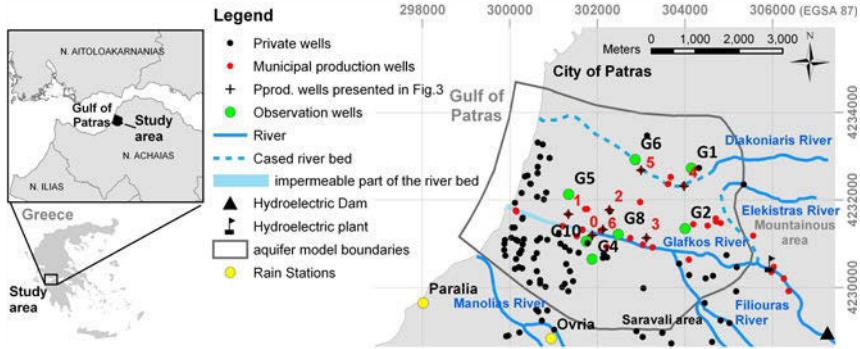 N. AITOLOAKARNANIAS
Gulf of
Patras
Study
area
N. ACHAIAS
N. ILIAS
Greece
Study
area
Legend
Private wells
Municipal production wells
Pprod. wells presented in Fig.3
Observation wells
River
Cased river bed
impermeable part of the river bed
Hydroelectric Dam
Hydroelectric plant
aquifer model boundaries
Rain Stations
298000 300000 302000 304000 306000 (EGSA 87)
Meters 0 1,000 2,000 3,000
City of Patras
Gulf of
Patras
4234000
4232000
4230000
Diakoniaris River
Elekistras River
Mountainous
area
Glafkos River
Filiouras
River
Manolias River
Saravali area
Paralia
Ovria
G6
G1
G5
G2
G8
G10
G4
5
4
1
2
0
6
3